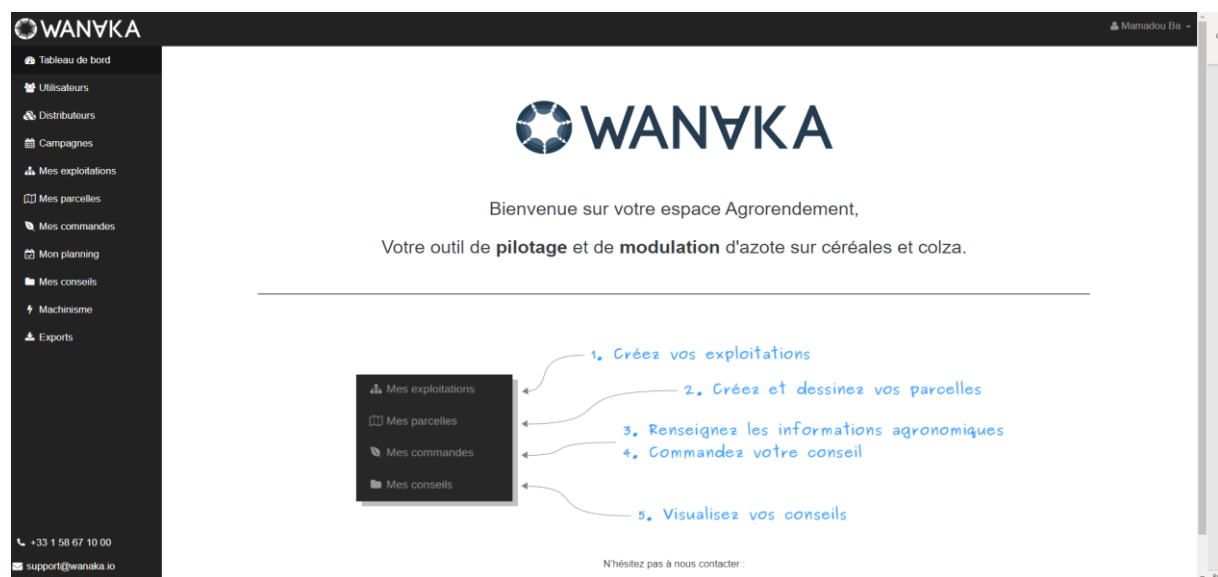 WANAKA
Mamadou Ba
Tableau de bord
Utilisateurs
Distributeurs
Campagnes
Mes exploitations
Mes parcelles
Mes commandes
Mon planning
Mes conseils
Machinisme
Exports
+33 1 58 67 10 00
support@wanaka.io
WANAKA
Bienvenue sur votre espace Agrorendement,
Votre outil de pilotage et de modulation d'azote sur céréales et colza.
1. Créez vos exploitations
Mes exploitations
2. Créez et dessinez vos parcelles
Mes parcelles
3. Renseignez les informations agronomiques
4. Commandez votre conseil
Mes commandes
Mes conseils
5. Visualisez vos conseils
N'hésitez pas à nous contacter :